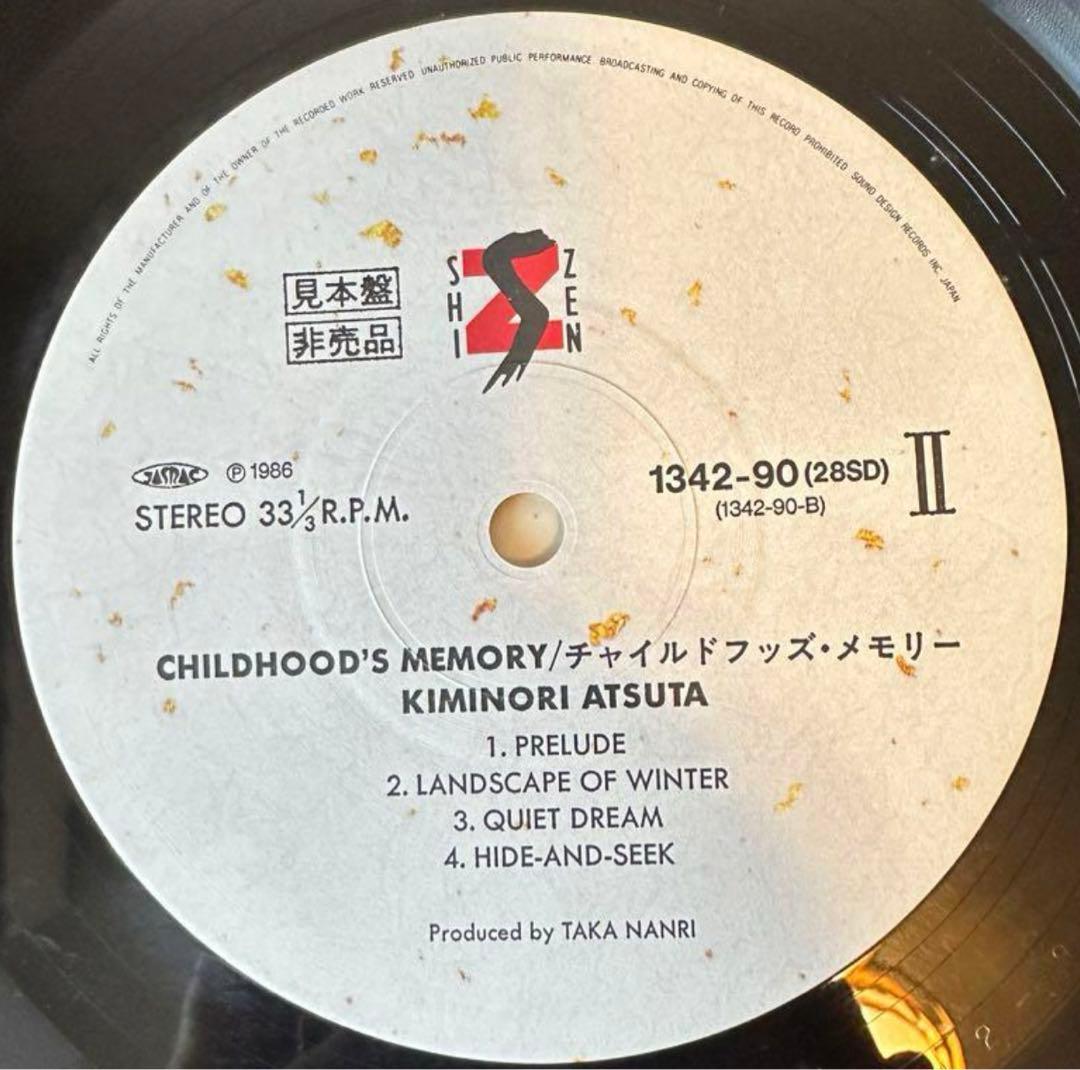 ALL RIGHTS OF THE MANUFACTURER AND OF THE OWNER OF THE RECORDED WORK RESERVED UNAUTHORIZED PUBLIC PERFORMANCE BROADCASTING AND COPYING OF THIS RECORD PROHIBITED SOUND DESIGN RECORDS INC. JAPAN
SHI ZEN
見本盤
非売品
JASRAC Ⓟ 1986
STEREO 33 1/3 R.P.M.
1342-90 (28SD)
(1342-90-B)
II
CHILDHOOD'S MEMORY/チャイルドフッズ・メモリー
KIMINORI ATSUTA
1. PRELUDE
2. LANDSCAPE OF WINTER
3. QUIET DREAM
4. HIDE-AND-SEEK
Produced by TAKA NANRI